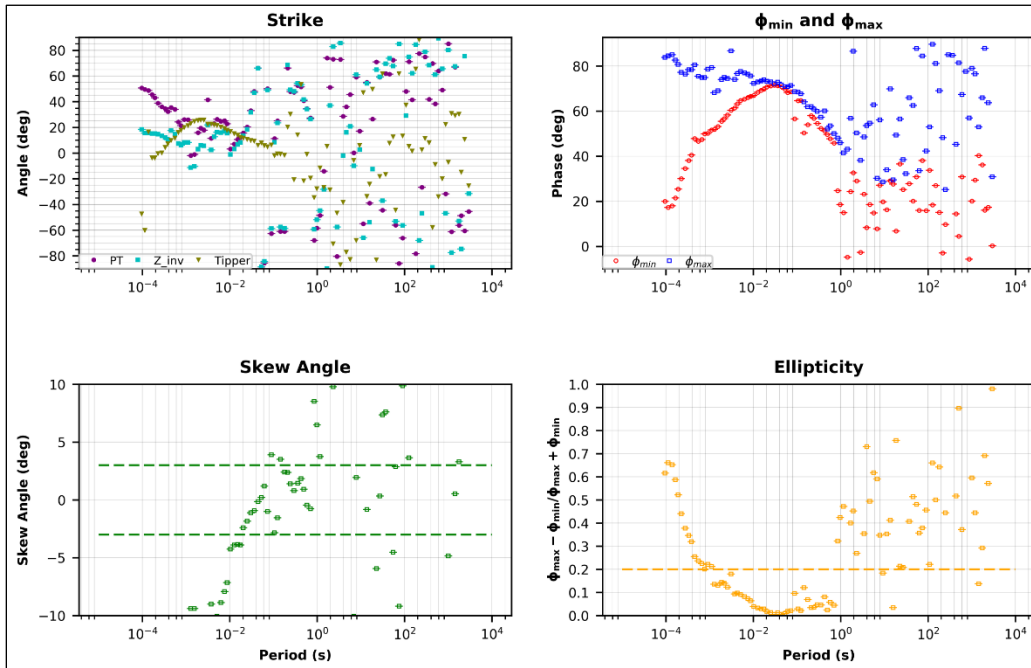 Strike
Angle (deg)
80
60
40
20
0
−20
−40
−60
−80
PT Z_inv Tipper
10⁻⁴ 10⁻² 10⁰ 10² 10⁴
ϕmin and ϕmax
Phase (deg)
80
60
40
20
0
ϕmin ϕmax
10⁻⁴ 10⁻² 10⁰ 10² 10⁴
Skew Angle
Skew Angle (deg)
10
5
0
−5
−10
10⁻⁴ 10⁻² 10⁰ 10² 10⁴
Period (s)
Ellipticity
ϕmax − ϕmin/ϕmax + ϕmin
1.0
0.9
0.8
0.7
0.6
0.5
0.4
0.3
0.2
0.1
0.0
10⁻⁴ 10⁻² 10⁰ 10² 10⁴
Period (s)